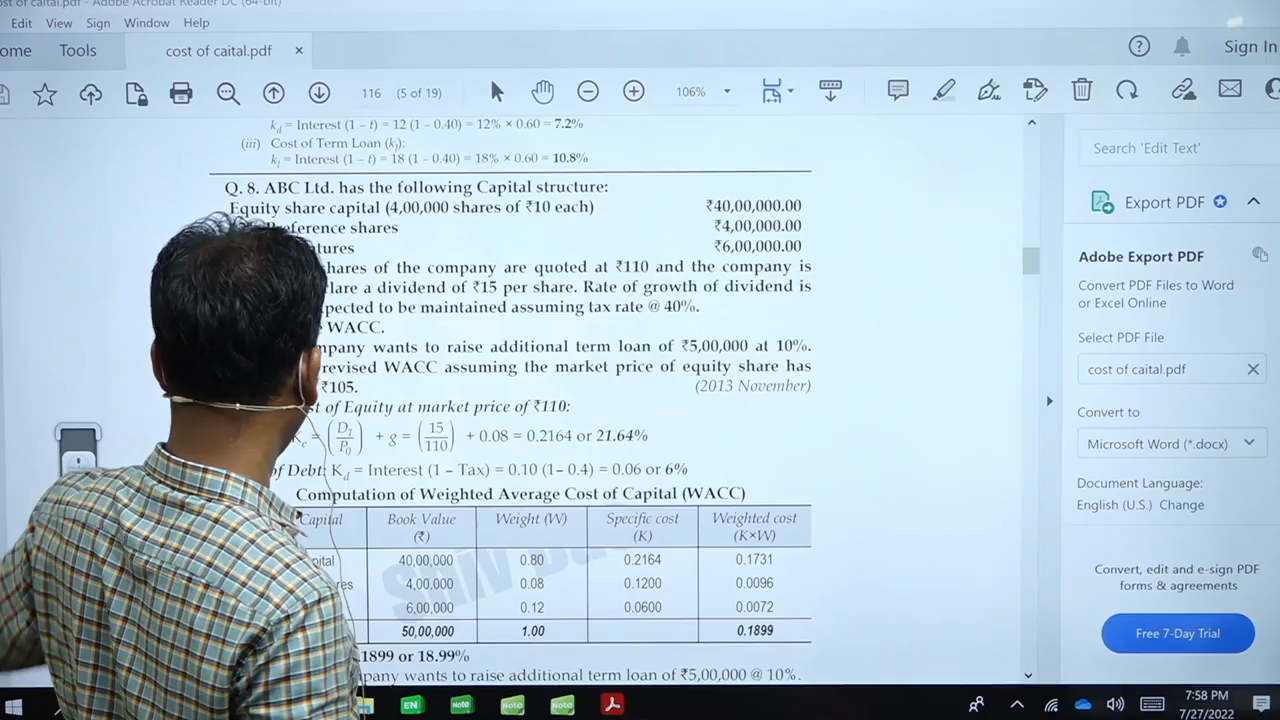 cost of caital.pdf - Adobe Acrobat Reader DC (64-bit)
Edit View Sign Window Help
Tools cost of caital.pdf × Sign In
116 (5 of 19) 106%
k_d = Interest (1 – t) = 12 (1 – 0.40) = 12% × 0.60 = 7.2%
(iii) Cost of Term Loan (k_l):
k_l = Interest (1 – t) = 18 (1 – 0.40) = 18% × 0.60 = 10.8%
Q. 8. ABC Ltd. has the following Capital structure:
Equity share capital (4,00,000 shares of ₹10 each) ₹40,00,000.00
shares ₹4,00,000.00
₹6,00,000.00
of the company are quoted at ₹110 and the company is
a dividend of ₹15 per share. Rate of growth of dividend is
to be maintained assuming tax rate @ 40%.
WACC.
wants to raise additional term loan of ₹5,00,000 at 10%.
revised WACC assuming the market price of equity share has
₹105. (2013 November)
of Equity at market price of ₹110:
= (D₁/P₀) + g = (15/110) + 0.08 = 0.2164 or 21.64%
of Debt: K_d = Interest (1 – Tax) = 0.10 (1– 0.4) = 0.06 or 6%
Computation of Weighted Average Cost of Capital (WACC)
Capital Book Value (₹) Weight (W) Specific cost (K) Weighted cost (K×W)
40,00,000 0.80 0.2164 0.1731
4,00,000 0.08 0.1200 0.0096
6,00,000 0.12 0.0600 0.0072
50,00,000 1.00 0.1899
1899 or 18.99%
wants to raise additional term loan of ₹5,00,000 @ 10%.
Search 'Edit Text'
Export PDF
Adobe Export PDF
Convert PDF Files to Word
or Excel Online
Select PDF File
cost of caital.pdf ×
Convert to
Microsoft Word (*.docx)
Document Language:
English (U.S.) Change
Convert, edit and e-sign PDF
forms & agreements
Free 7-Day Trial
EN Note Note Note
7:58 PM
7/27/2022